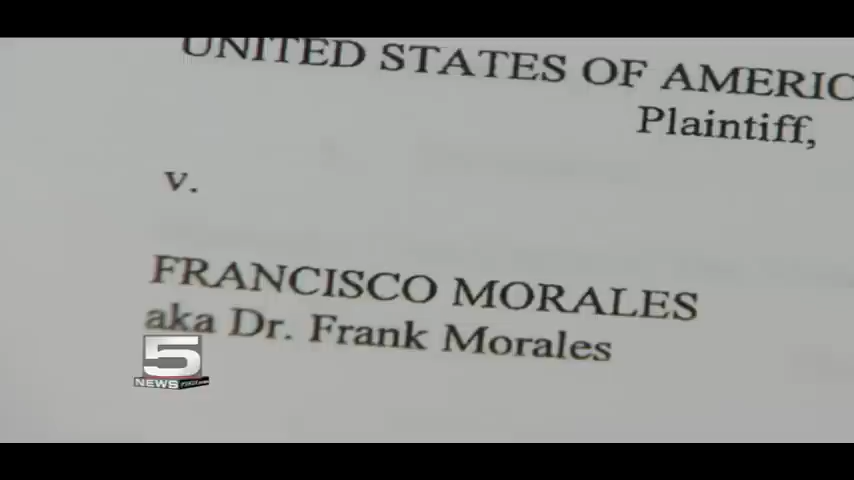 UNITED STATES OF AMERIC
Plaintiff,
v.
FRANCISCO MORALES
aka Dr. Frank Morales
5
NEWS